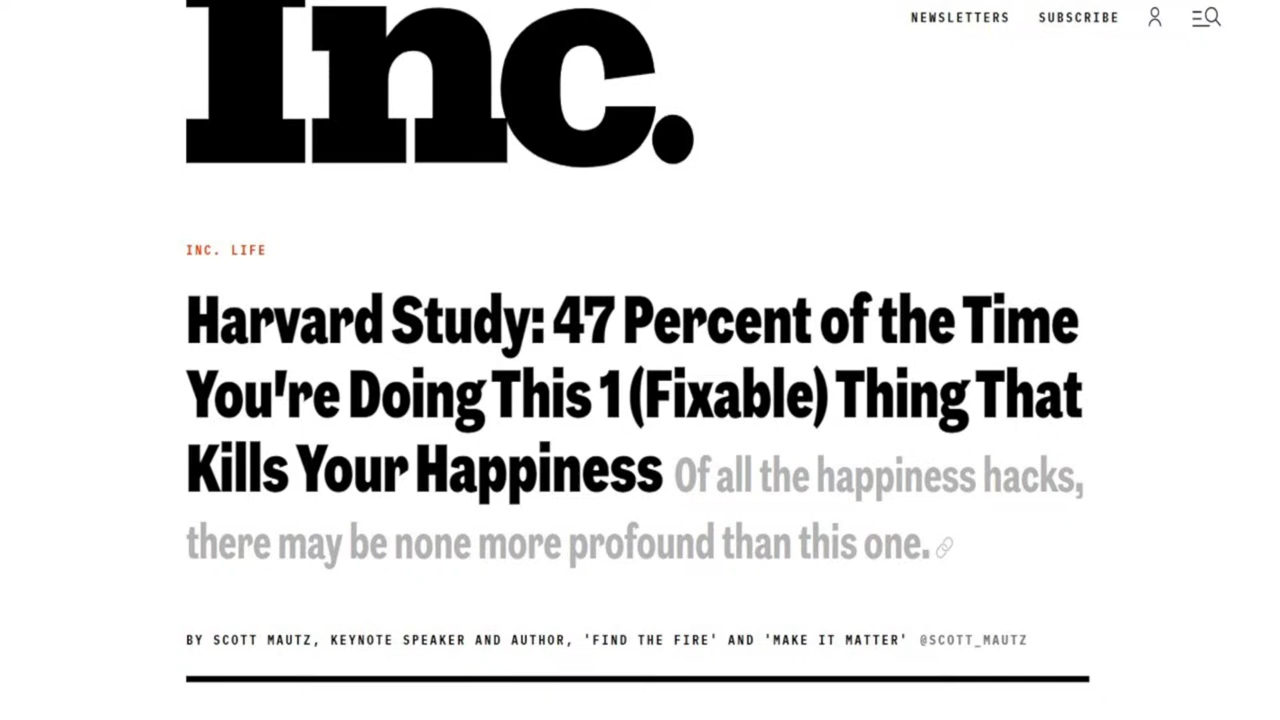 Inc.
NEWSLETTERS SUBSCRIBE
INC. LIFE
Harvard Study: 47 Percent of the Time
You're Doing This 1 (Fixable) Thing That
Kills Your Happiness Of all the happiness hacks,
there may be none more profound than this one.
BY SCOTT MAUTZ, KEYNOTE SPEAKER AND AUTHOR, 'FIND THE FIRE' AND 'MAKE IT MATTER' @SCOTT_MAUTZ